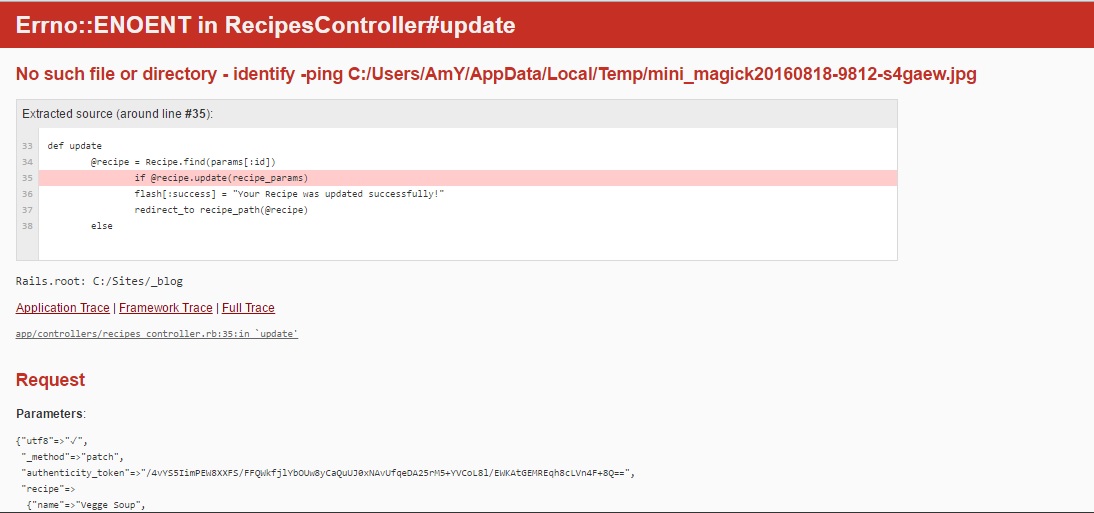 Errno::ENOENT in RecipesController#update
No such file or directory - identify -ping C:/Users/AmY/AppData/Local/Temp/mini_magick20160818-9812-s4gaew.jpg
Extracted source (around line #35):
33 def update
34 @recipe = Recipe.find(params[:id])
35 if @recipe.update(recipe_params)
36 flash[:success] = "Your Recipe was updated successfully!"
37 redirect_to recipe_path(@recipe)
38 else
Rails.root: C:/Sites/_blog
Application Trace | Framework Trace | Full Trace
app/controllers/recipes_controller.rb:35:in `update'
Request
Parameters:
{"utf8"=>"✓",
"_method"=>"patch",
"authenticity_token"=>"/4vYS5IimPEW8XXFS/FFQWkfjlYbOUw8yCaQuUJ0xNAvUfqeDA25rM5+YVCoL8l/EWKAtGEMREqh8cLVn4F+8Q==",
"recipe"=>
{"name"=>"Vegge Soup",